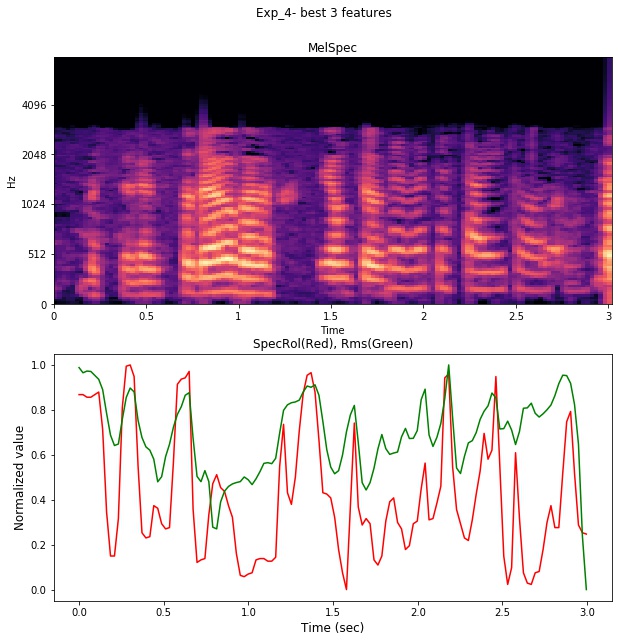 Exp_4- best 3 features
MelSpec
4096
2048
1024
512
0
Hz
0 0.5 1 1.5 2 2.5 3
Time
SpecRol(Red), Rms(Green)
1.0
0.8
0.6
0.4
0.2
0.0
Normalized value
0.0 0.5 1.0 1.5 2.0 2.5 3.0
Time (sec)